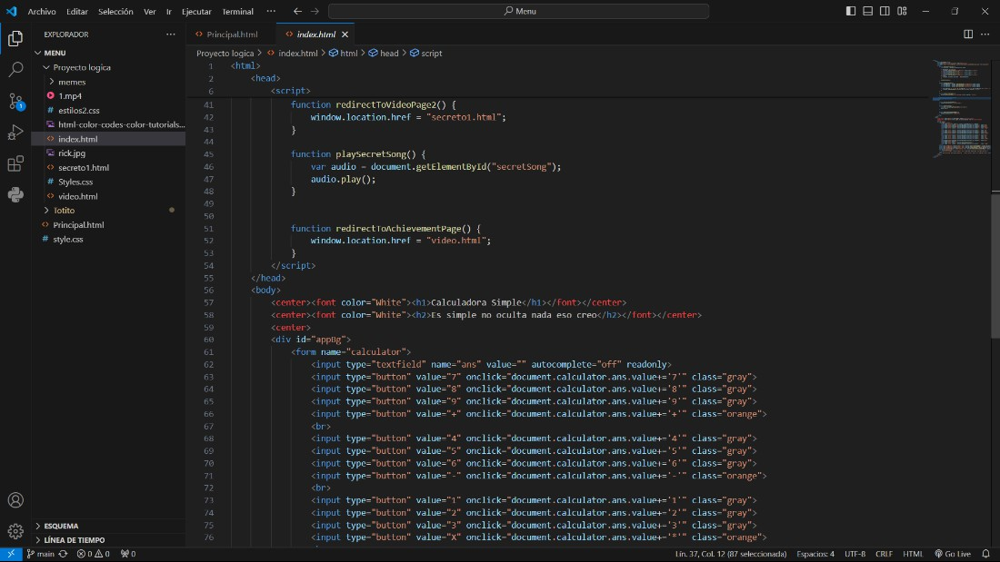 Archivo Editar Selección Ver Ir Ejecutar Terminal ··· Menu
EXPLORADOR ···
MENU
Proyecto logica
memes
1.mp4
estilos2.css
html-color-codes-color-tutorials...
index.html
rick.jpg
secreto1.html
Styles.css
video.html
Totito
Principal.html
style.css
ESQUEMA
LÍNEA DE TIEMPO
Principal.html index.html
Proyecto logica > index.html > html > head > script
1 <html>
2 <head>
6 <script>
41 function redirectToVideoPage2() {
42 window.location.href = "secreto1.html";
43 }
44
45 function playSecretSong() {
46 var audio = document.getElementById("secretSong");
47 audio.play();
48 }
49
50
51 function redirectToAchievementPage() {
52 window.location.href = "video.html";
53 }
54 </script>
55 </head>
56 <body>
57 <center><font color="White"><h1>Calculadora Simple</h1></font></center>
58 <center><font color="White"><h2>Es simple no oculta nada eso creo</h2></font></center>
59 <center>
60 <div id="appBg">
61 <form name="calculator">
62 <input type="textfield" name="ans" value="" autocomplete="off" readonly>
63 <input type="button" value="7" onclick="document.calculator.ans.value+='7'" class="gray">
64 <input type="button" value="8" onclick="document.calculator.ans.value+='8'" class="gray">
65 <input type="button" value="9" onclick="document.calculator.ans.value+='9'" class="gray">
66 <input type="button" value="+" onclick="document.calculator.ans.value+='+'" class="orange">
67 <br>
68 <input type="button" value="4" onclick="document.calculator.ans.value+='4'" class="gray">
69 <input type="button" value="5" onclick="document.calculator.ans.value+='5'" class="gray">
70 <input type="button" value="6" onclick="document.calculator.ans.value+='6'" class="gray">
71 <input type="button" value="-" onclick="document.calculator.ans.value+='-'" class="orange">
72 <br>
73 <input type="button" value="1" onclick="document.calculator.ans.value+='1'" class="gray">
74 <input type="button" value="2" onclick="document.calculator.ans.value+='2'" class="gray">
75 <input type="button" value="3" onclick="document.calculator.ans.value+='3'" class="gray">
76 <input type="button" value="X" onclick="document.calculator.ans.value+='*'" class="orange">
main 0 0 0 Lín. 37, Col. 12 (87 seleccionada) Espacios: 4 UTF-8 CRLF HTML Go Live